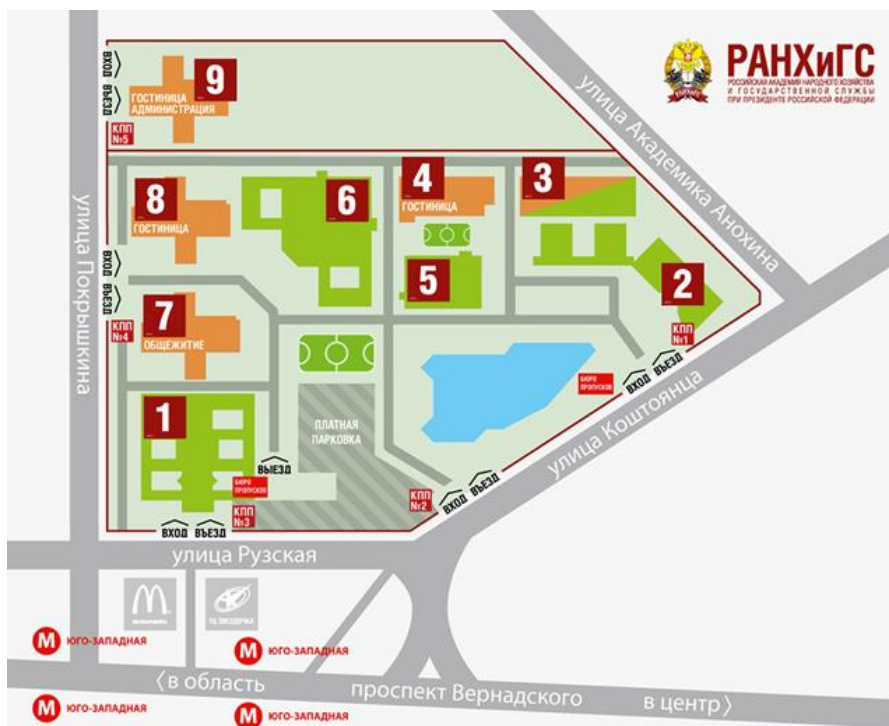 РАНХиГС
РОССИЙСКАЯ АКАДЕМИЯ НАРОДНОГО ХОЗЯЙСТВА
И ГОСУДАРСТВЕННОЙ СЛУЖБЫ
ПРИ ПРЕЗИДЕНТЕ РОССИЙСКОЙ ФЕДЕРАЦИИ
ВХОД
ВЪЕЗД
9
ГОСТИНИЦА
АДМИНИСТРАЦИЯ
КПП
№5
улица Академика Анохина
улица Покрышкина
8
ГОСТИНИЦА
6
4
ГОСТИНИЦА
3
5
2
ВХОД
ВЪЕЗД
КПП
№4
7
ОБЩЕЖИТИЕ
КПП
№1
БЮРО
ПРОПУСКОВ
ВХОД
ВЪЕЗД
улица Коштоянца
1
ПЛАТНАЯ
ПАРКОВКА
ВЫЕЗД
БЮРО
ПРОПУСКОВ
КПП
№3
КПП
№2
ВХОД
ВЪЕЗД
ВХОД
ВЪЕЗД
улица Рузская
ТЦ ЗВЕЗДОЧКА
М ЮГО-ЗАПАДНАЯ
М ЮГО-ЗАПАДНАЯ
〈в область
проспект Вернадского
в центр〉
М ЮГО-ЗАПАДНАЯ
М ЮГО-ЗАПАДНАЯ